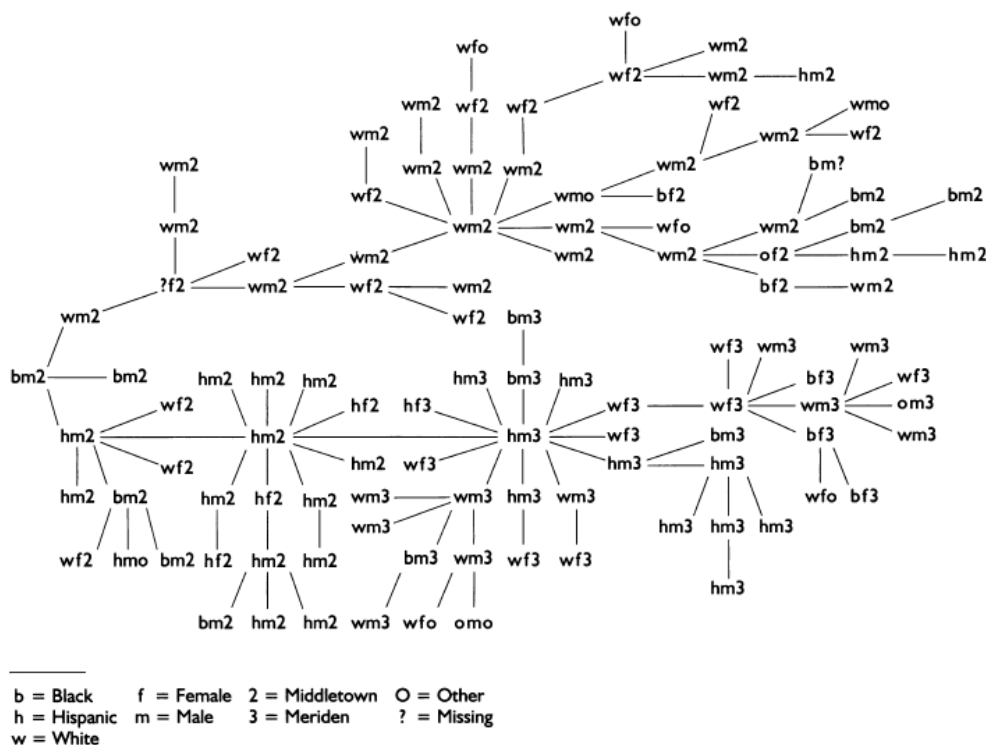 wfo
wfo wm2
wf2 wm2 hm2
wm2 wf2 wf2 wf2 wmo
wm2 wm2 wf2
wm2 wm2 wm2 wm2 wm2 bm?
wf2 wmo bf2 bm2 bm2
wm2 wm2 wm2 wfo wm2 bm2
wf2 wm2 wm2 wm2 of2 hm2 hm2
?f2 wm2 wf2 wm2 bf2 wm2
wm2 wf2 bm3
wf3 wm3 wm3
bm2 bm2 hm2 hm2 hm2 hm3 bm3 hm3 bf3 wf3
wf2 hf2 hf3 wf3 wf3 wm3 om3
hm2 hm2 hm3 wf3 bm3 bf3 wm3
wf2 hm2 wf3 hm3 hm3
hm2 bm2 hm2 hf2 hm2 wm3 wm3 hm3 wm3 wfo bf3
wm3 hm3 hm3 hm3
wf2 hmo bm2 hf2 hm2 hm2 bm3 wm3 wf3 wf3
hm3
bm2 hm2 hm2 wm3 wfo omo
b = Black f = Female 2 = Middletown O = Other
h = Hispanic m = Male 3 = Meriden ? = Missing
w = White